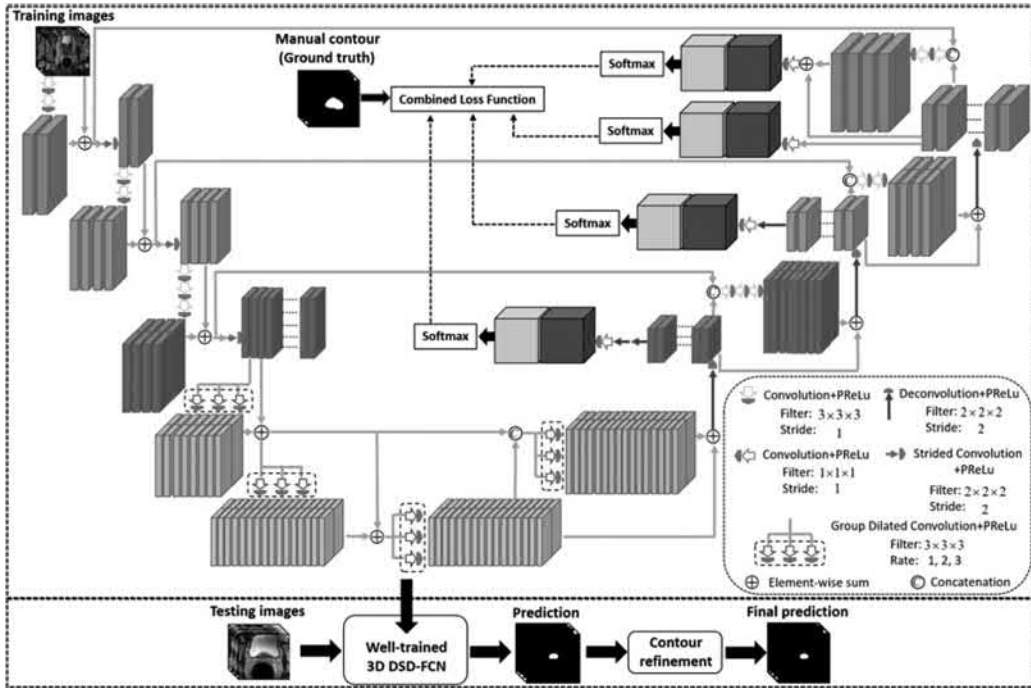 Training images
Manual contour
(Ground truth)
Combined Loss Function
Softmax
Softmax
Softmax
Softmax
Convolution+PReLu
Filter: 3×3×3
Stride: 1
Deconvolution+PReLu
Filter: 2×2×2
Stride: 2
Convolution+PReLu
Filter: 1×1×1
Stride: 1
Strided Convolution
+PReLu
Filter: 2×2×2
Stride: 2
Group Dilated Convolution+PReLu
Filter: 3×3×3
Rate: 1, 2, 3
Element-wise sum
© Concatenation
Testing images
Well-trained
3D DSD-FCN
Prediction
Contour
refinement
Final prediction